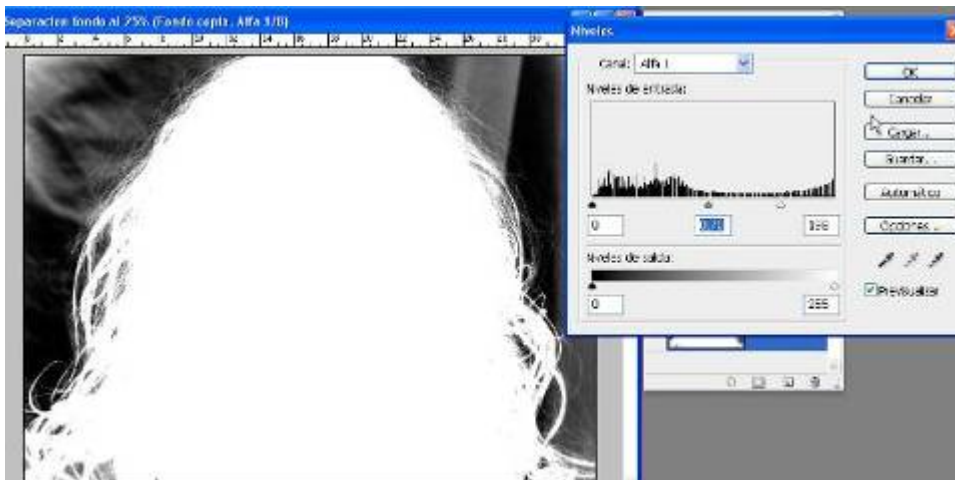 Separacion fondo al 25% (Fondo copia, Alfa 1/8)
Niveles
Canal: Alfa 1
OK
Niveles de entrada:
Cancelar
Cargar...
Guardar...
Automático
0
Opciones...
Niveles de salida:
Previsualizar
0
255